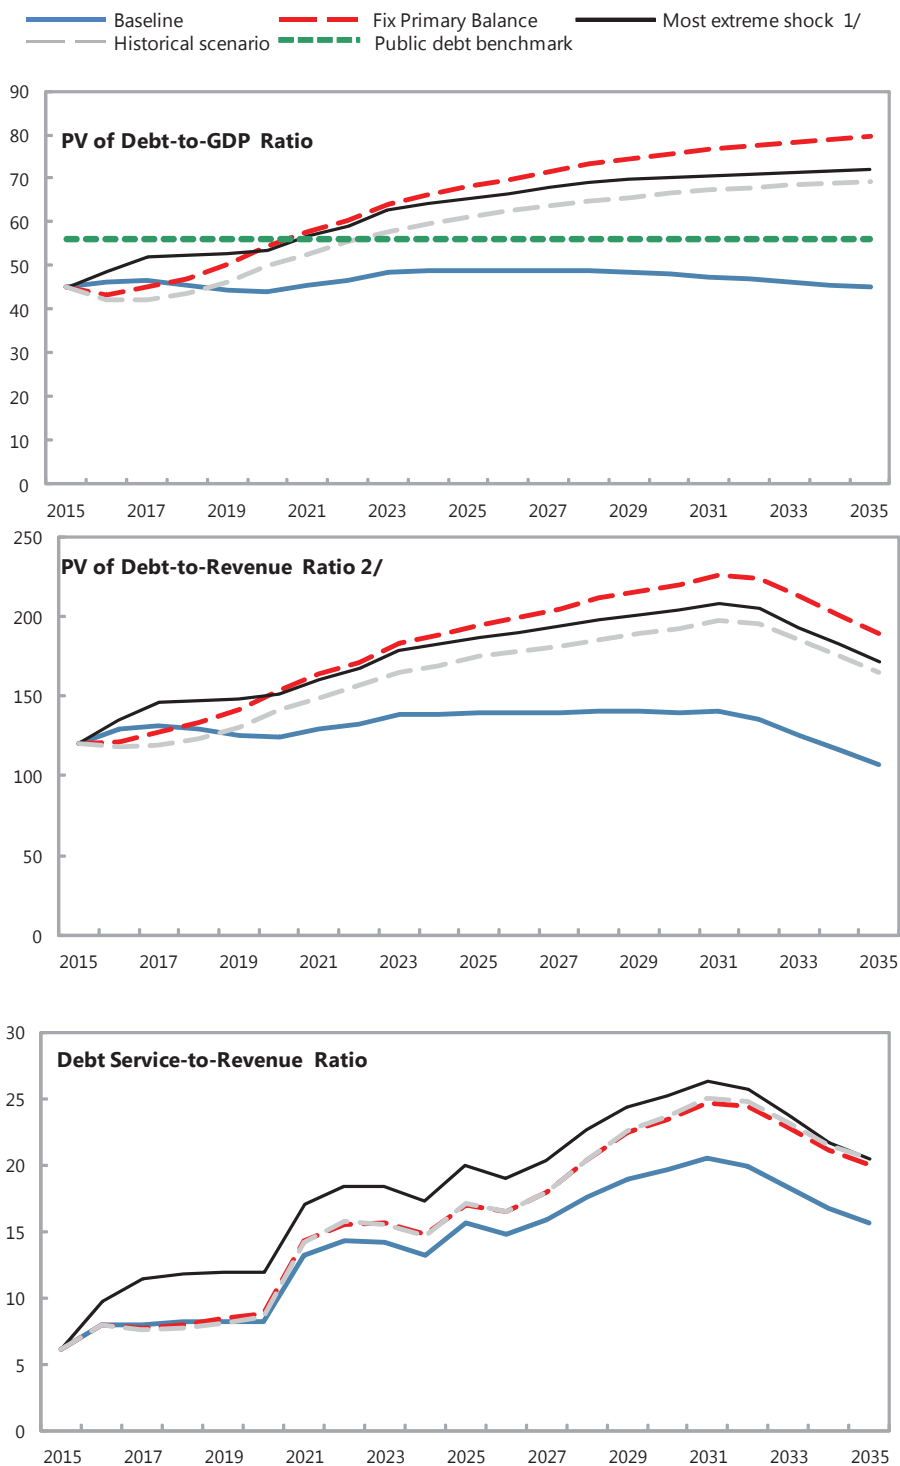 Baseline Fix Primary Balance Most extreme shock 1/
Historical scenario Public debt benchmark
90
80
70
60
50
40
30
20
10
0
PV of Debt-to-GDP Ratio
2015 2017 2019 2021 2023 2025 2027 2029 2031 2033 2035
250
200
150
100
50
0
PV of Debt-to-Revenue Ratio 2/
2015 2017 2019 2021 2023 2025 2027 2029 2031 2033 2035
30
25
20
15
10
5
0
Debt Service-to-Revenue Ratio
2015 2017 2019 2021 2023 2025 2027 2029 2031 2033 2035